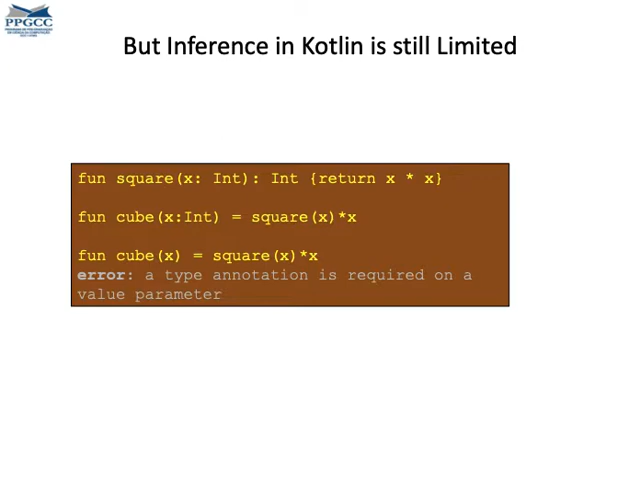 PPGCC
But Inference in Kotlin is still Limited
fun square(x: Int): Int {return x * x}
fun cube(x:Int) = square(x)*x
fun cube(x) = square(x)*x
error: a type annotation is required on a
value parameter